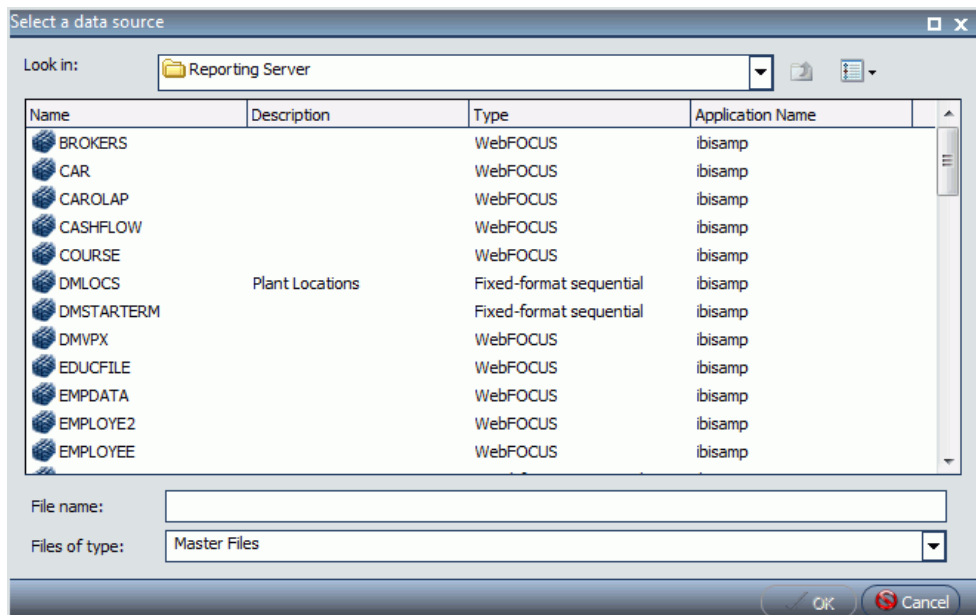 Select a data source
Look in: Reporting Server
Name Description Type Application Name
BROKERS WebFOCUS ibisamp
CAR WebFOCUS ibisamp
CAROLAP WebFOCUS ibisamp
CASHFLOW WebFOCUS ibisamp
COURSE WebFOCUS ibisamp
DMLOCS Plant Locations Fixed-format sequential ibisamp
DMSTARTERM Fixed-format sequential ibisamp
DMVPX WebFOCUS ibisamp
EDUCFILE WebFOCUS ibisamp
EMPDATA WebFOCUS ibisamp
EMPLOYE2 WebFOCUS ibisamp
EMPLOYEE WebFOCUS ibisamp
File name:
Files of type: Master Files
OK Cancel